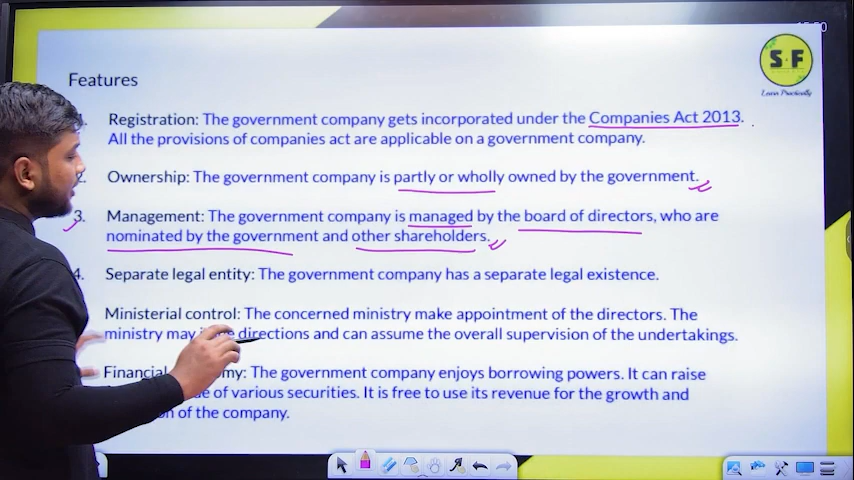 15:50
S F
Learn Practically
Features
Registration: The government company gets incorporated under the Companies Act 2013.
All the provisions of companies act are applicable on a government company.
Ownership: The government company is partly or wholly owned by the government.
3. Management: The government company is managed by the board of directors, who are
nominated by the government and other shareholders.
4. Separate legal entity: The government company has a separate legal existence.
Ministerial control: The concerned ministry make appointment of the directors. The
ministry may directions and can assume the overall supervision of the undertakings.
Financial The government company enjoys borrowing powers. It can raise
of various securities. It is free to use its revenue for the growth and
of the company.